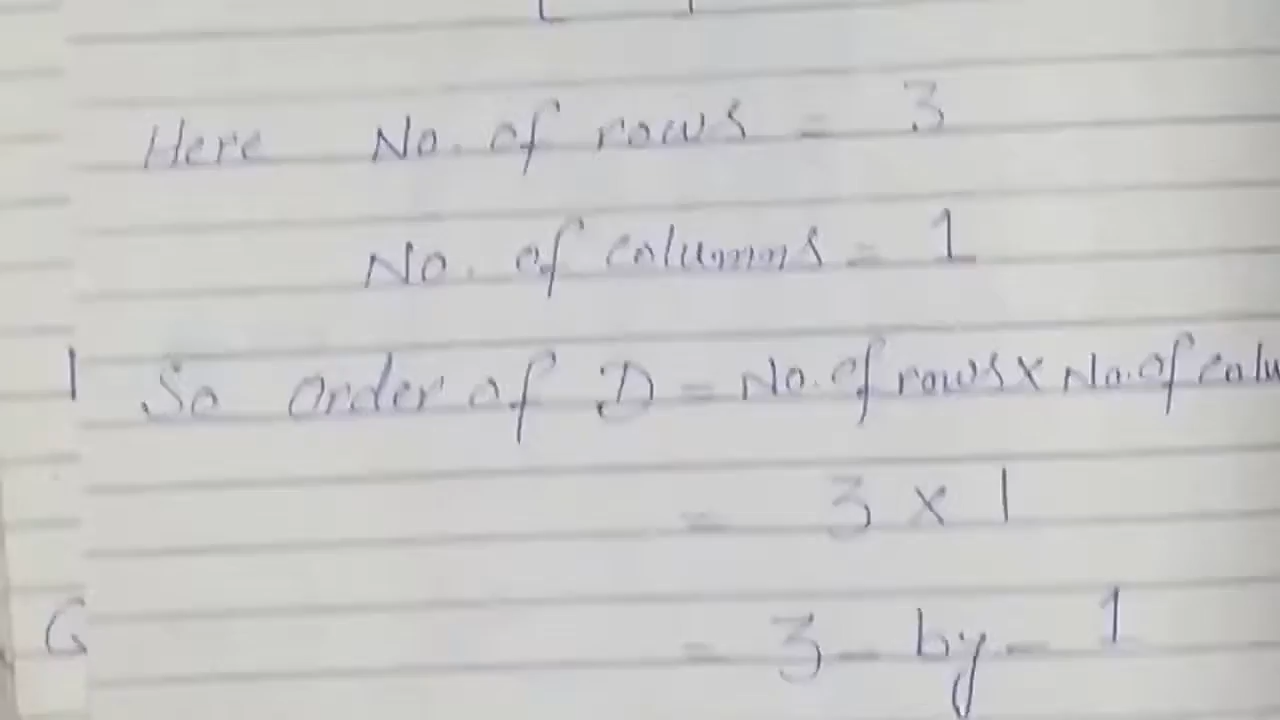 Here No. of rows = 3
No. of columns = 1
So order of D = No. of rows x No. of colu
= 3 x 1
G = 3 - by - 1